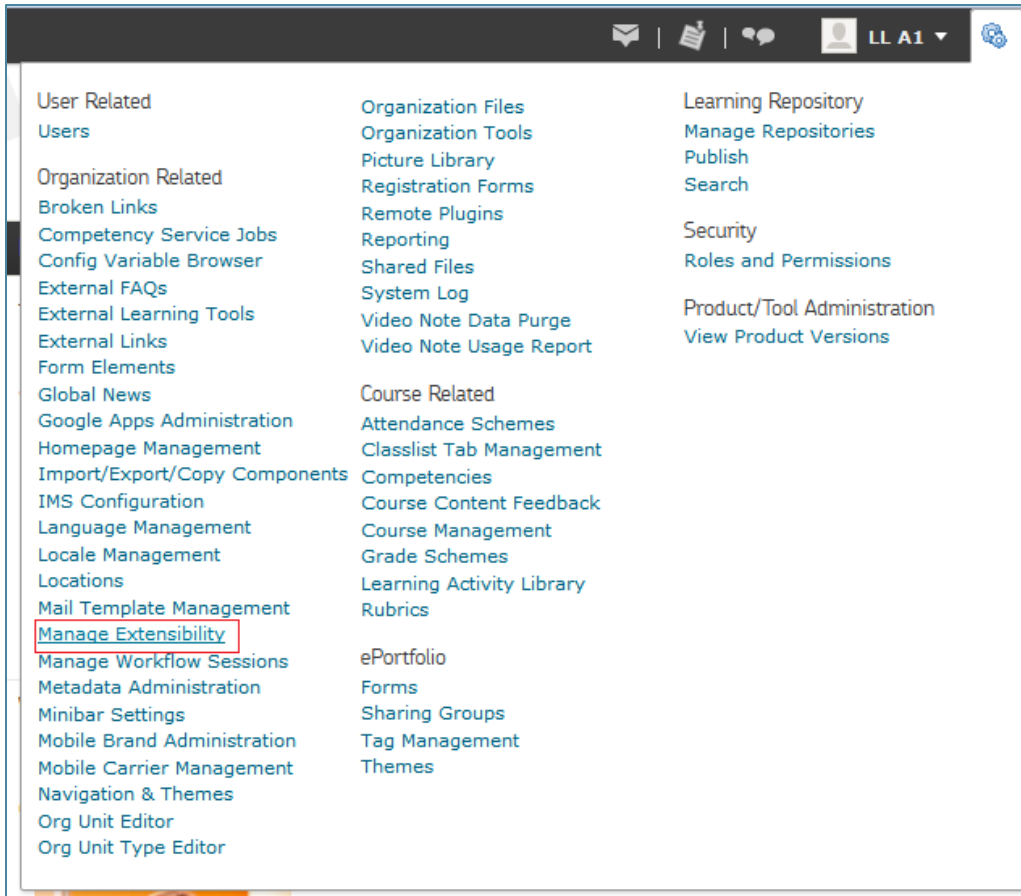 LL A1
User Related
Users
Organization Related
Broken Links
Competency Service Jobs
Config Variable Browser
External FAQs
External Learning Tools
External Links
Form Elements
Global News
Google Apps Administration
Homepage Management
Import/Export/Copy Components
IMS Configuration
Language Management
Locale Management
Locations
Mail Template Management
Manage Extensibility
Manage Workflow Sessions
Metadata Administration
Minibar Settings
Mobile Brand Administration
Mobile Carrier Management
Navigation & Themes
Org Unit Editor
Org Unit Type Editor
Organization Files
Organization Tools
Picture Library
Registration Forms
Remote Plugins
Reporting
Shared Files
System Log
Video Note Data Purge
Video Note Usage Report
Course Related
Attendance Schemes
Classlist Tab Management
Competencies
Course Content Feedback
Course Management
Grade Schemes
Learning Activity Library
Rubrics
ePortfolio
Forms
Sharing Groups
Tag Management
Themes
Learning Repository
Manage Repositories
Publish
Search
Security
Roles and Permissions
Product/Tool Administration
View Product Versions